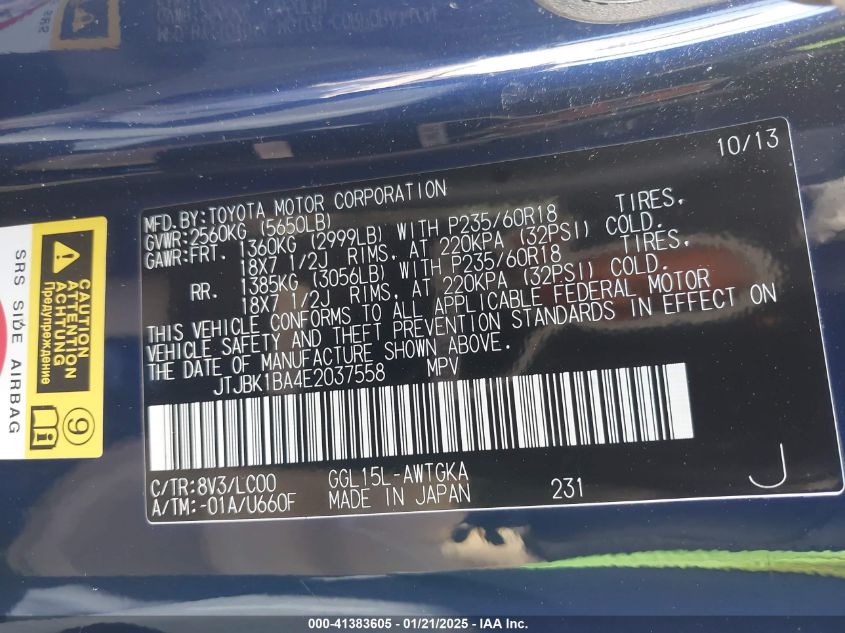 10/13
MFD.BY:TOYOTA MOTOR CORPORATION
GVWR:2560KG (5650LB)
GAWR:FRT. 1360KG (2999LB) WITH P235/60R18 TIRES,
18X7 1/2J RIMS, AT 220KPA (32PSI) COLD.
RR. 1385KG (3056LB) WITH P235/60R18 TIRES,
18X7 1/2J RIMS, AT 220KPA (32PSI) COLD.
THIS VEHICLE CONFORMS TO ALL APPLICABLE FEDERAL MOTOR
VEHICLE SAFETY AND THEFT PREVENTION STANDARDS IN EFFECT ON
THE DATE OF MANUFACTURE SHOWN ABOVE.
JTJBK1BA4E2037558 MPV
C/TR:8V3/LC00 GGL15L-AWTGKA
A/TM:-01A/U660F MADE IN JAPAN 231 J
CAUTION
ATTENTION
ACHTUNG
Предупреждение
SRS SIDE AIRBAG
9
000-41383605 - 01/21/2025 - IAA Inc.